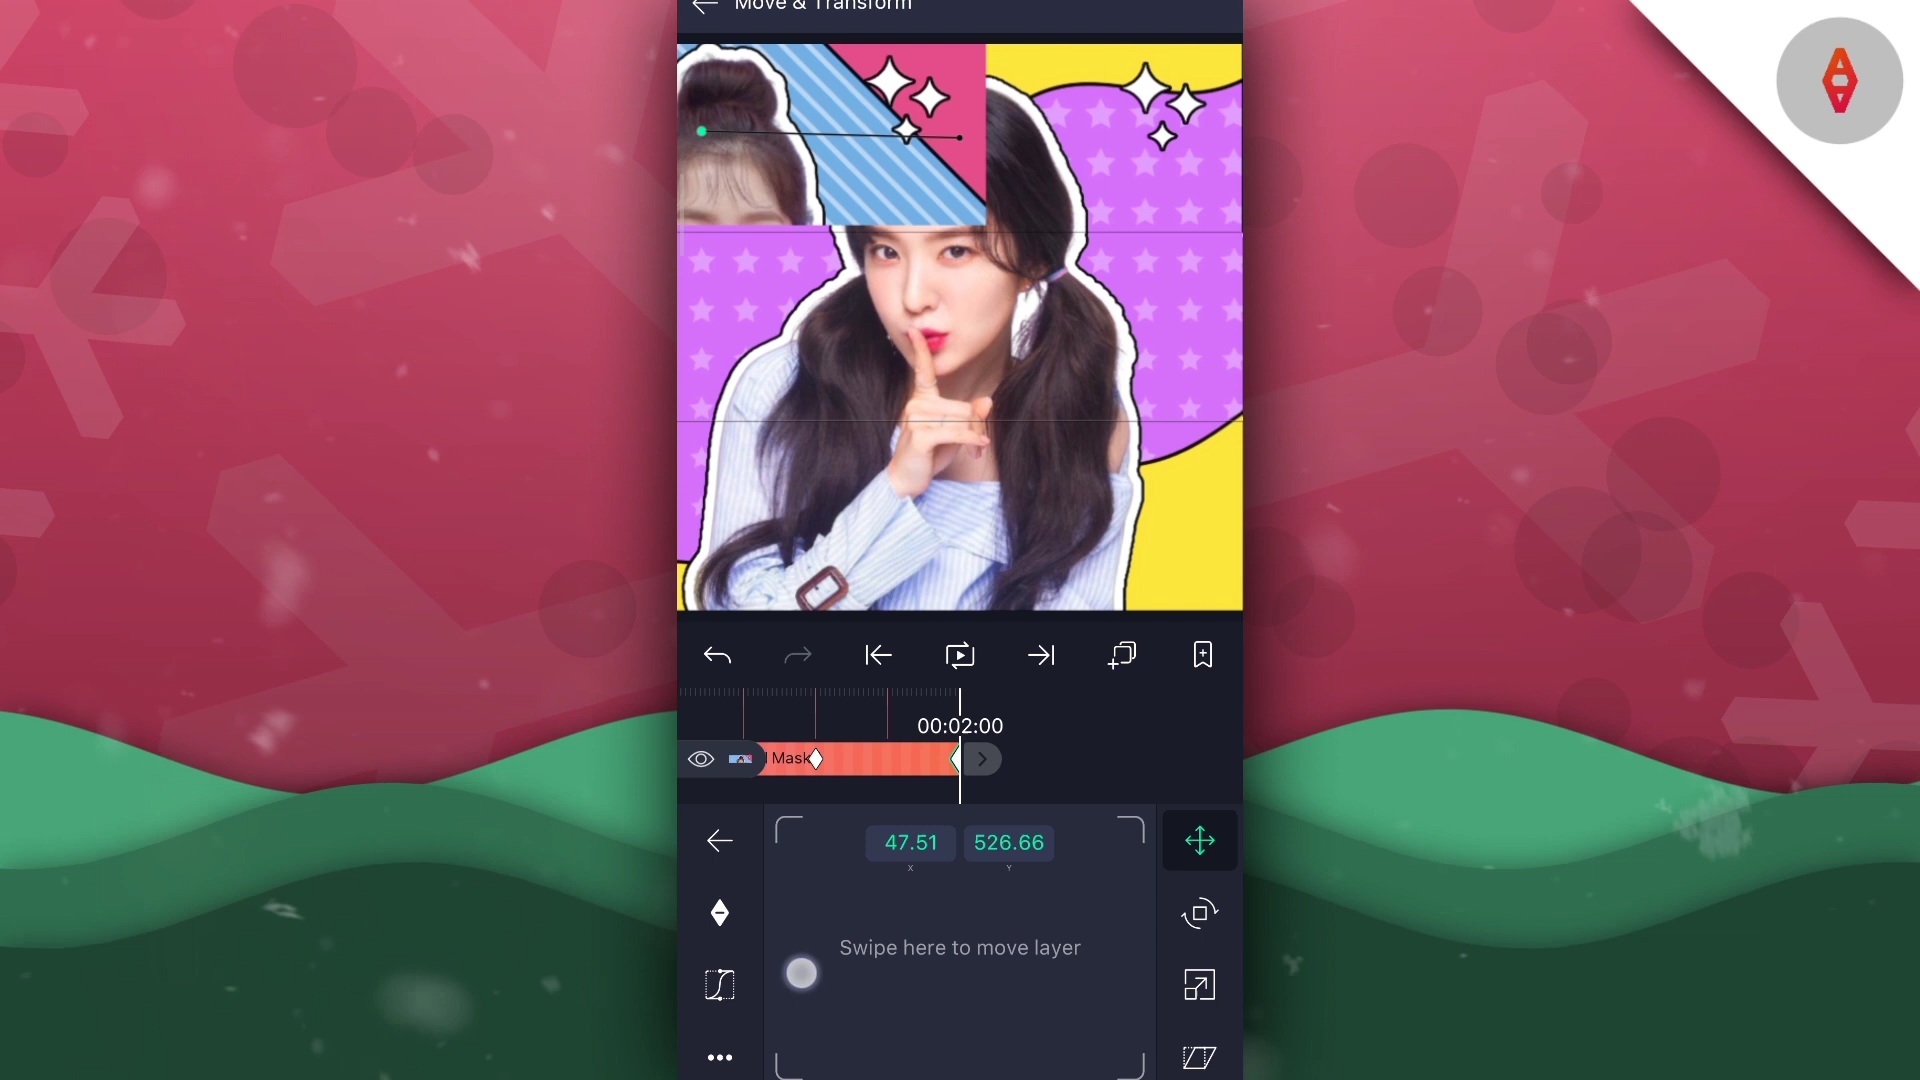 Move & Transform
00:02:00
l Mask
47.51 526.66
X Y
Swipe here to move layer